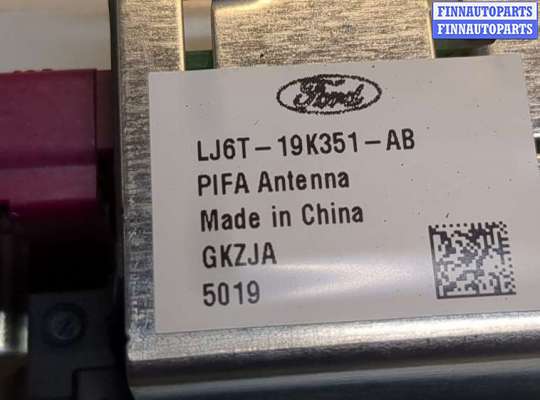 FINNAUTOPARTS
FINNAUTOPARTS
Ford
LJ6T-19K351-AB
PIFA Antenna
Made in China
GKZJA
5019